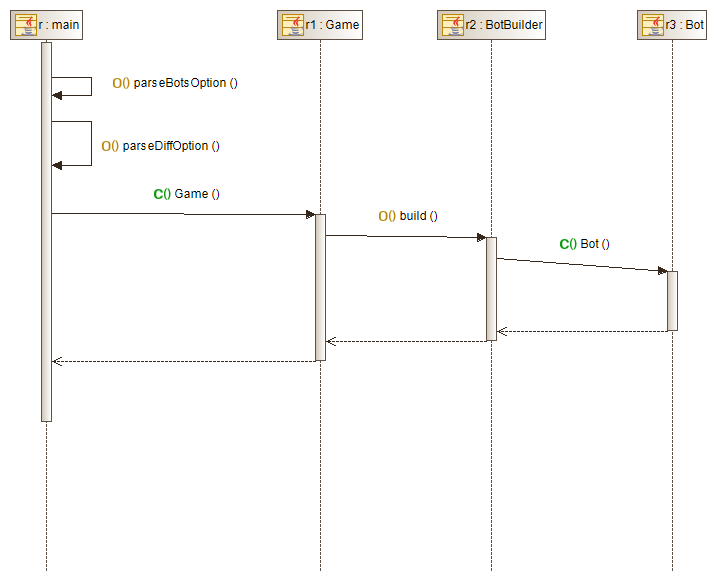 r : main
r1 : Game
r2 : BotBuilder
r3 : Bot
O() parseBotsOption ()
O() parseDiffOption ()
C() Game ()
O() build ()
C() Bot ()